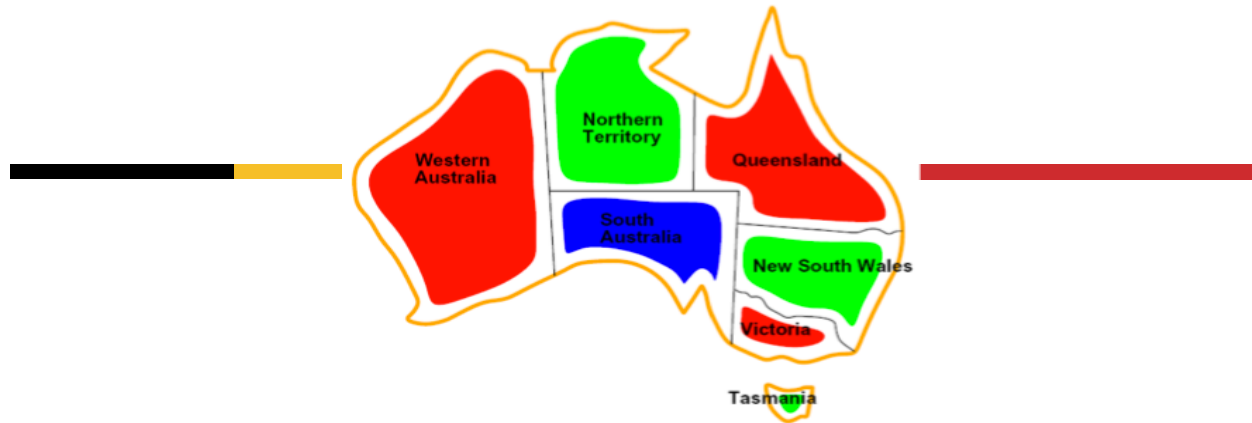 Northern
Territory
Western
Australia
Queensland
South
Australia
New South Wales
Victoria
Tasmania